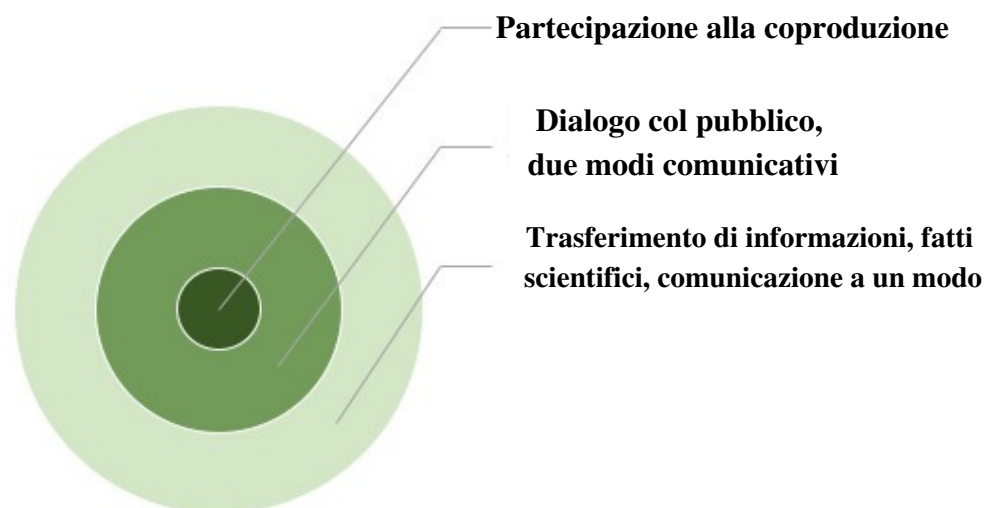 Partecipazione alla coproduzione
Dialogo col pubblico,
due modi comunicativi
Trasferimento di informazioni, fatti
scientifici, comunicazione a un modo